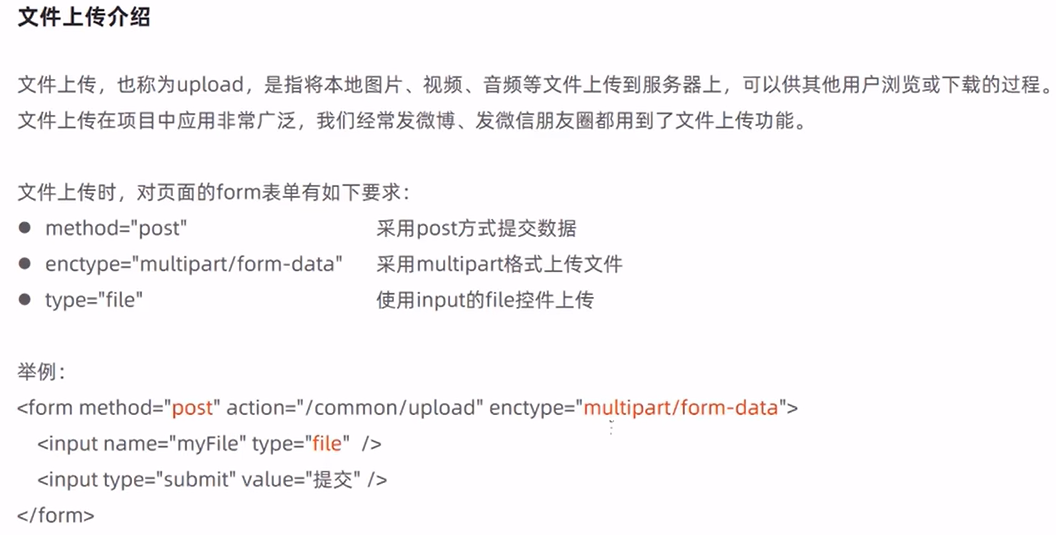 文件上传介绍
文件上传，也称为upload，是指将本地图片、视频、音频等文件上传到服务器上，可以供其他用户浏览或下载的过程。
文件上传在项目中应用非常广泛，我们经常发微博、发微信朋友圈都用到了文件上传功能。
文件上传时，对页面的form表单有如下要求：
● method="post" 采用post方式提交数据
● enctype="multipart/form-data" 采用multipart格式上传文件
● type="file" 使用input的file控件上传
举例：
<form method="post" action="/common/upload" enctype="multipart/form-data">
<input name="myFile" type="file" />
<input type="submit" value="提交" />
</form>